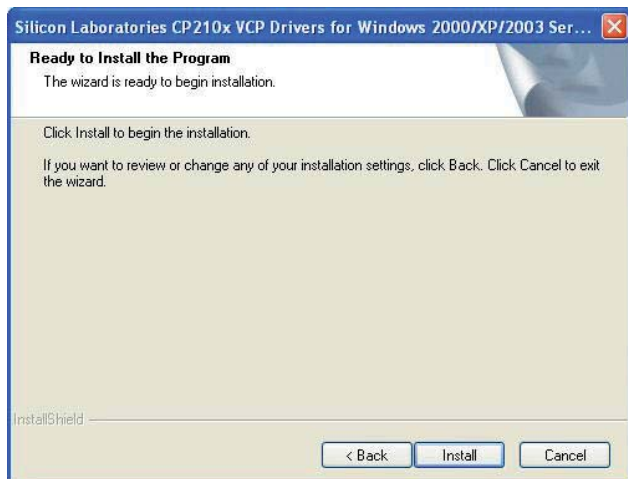 Silicon Laboratories CP210x VCP Drivers for Windows 2000/XP/2003 Ser...
Ready to Install the Program
The wizard is ready to begin installation.
Click Install to begin the installation.
If you want to review or change any of your installation settings, click Back. Click Cancel to exit
the wizard.
InstallShield
< Back Install Cancel